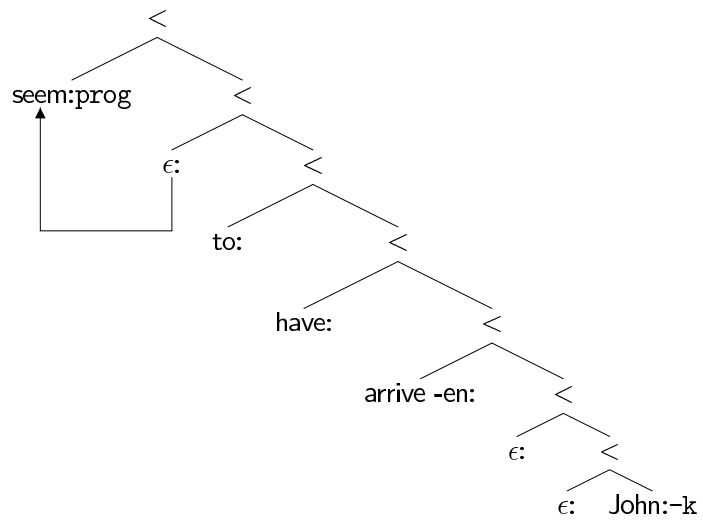 <
seem:prog <
ϵ: <
to: <
have: <
arrive -en: <
ϵ: <
ϵ: John:-k